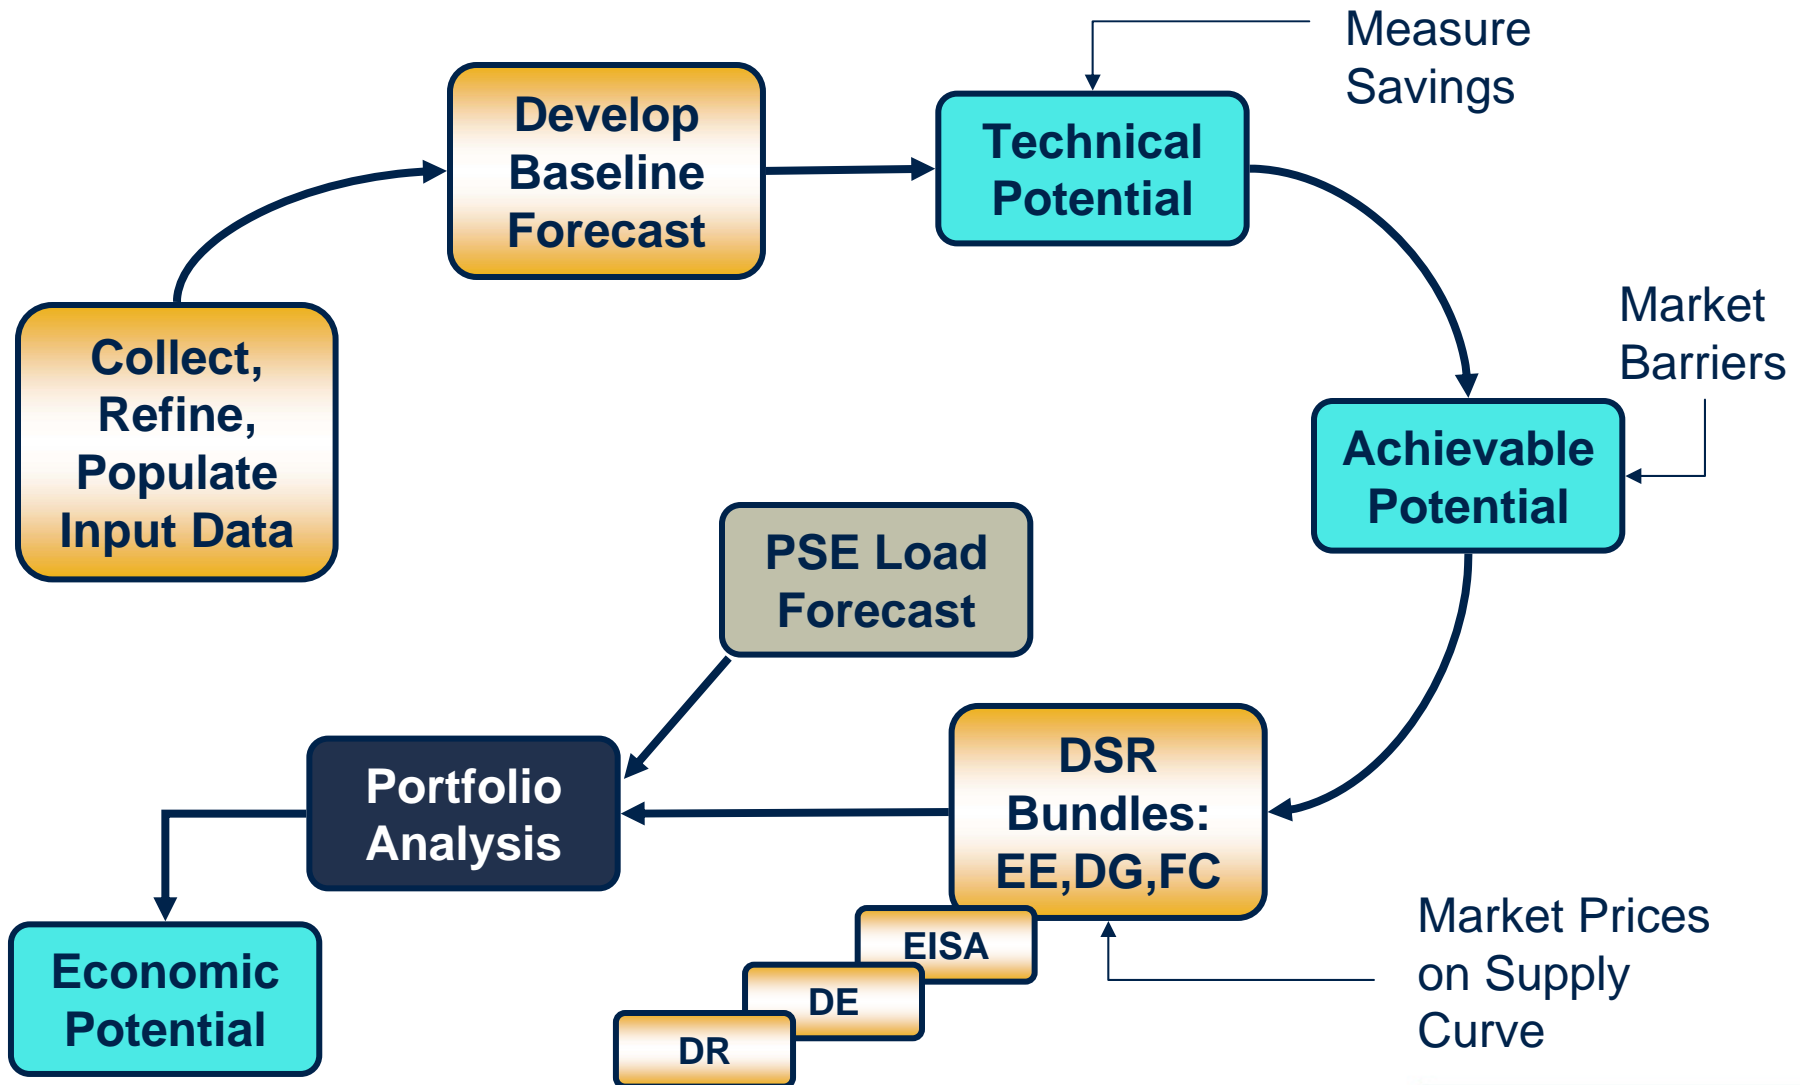 Measure
Savings
Develop
Baseline
Forecast
Technical
Potential
Market
Barriers
Collect,
Refine,
Populate
Input Data
Achievable
Potential
PSE Load
Forecast
DSR
Bundles:
EE,DG,FC
Portfolio
Analysis
EISA
DE
DR
Market Prices
on Supply
Curve
Economic
Potential